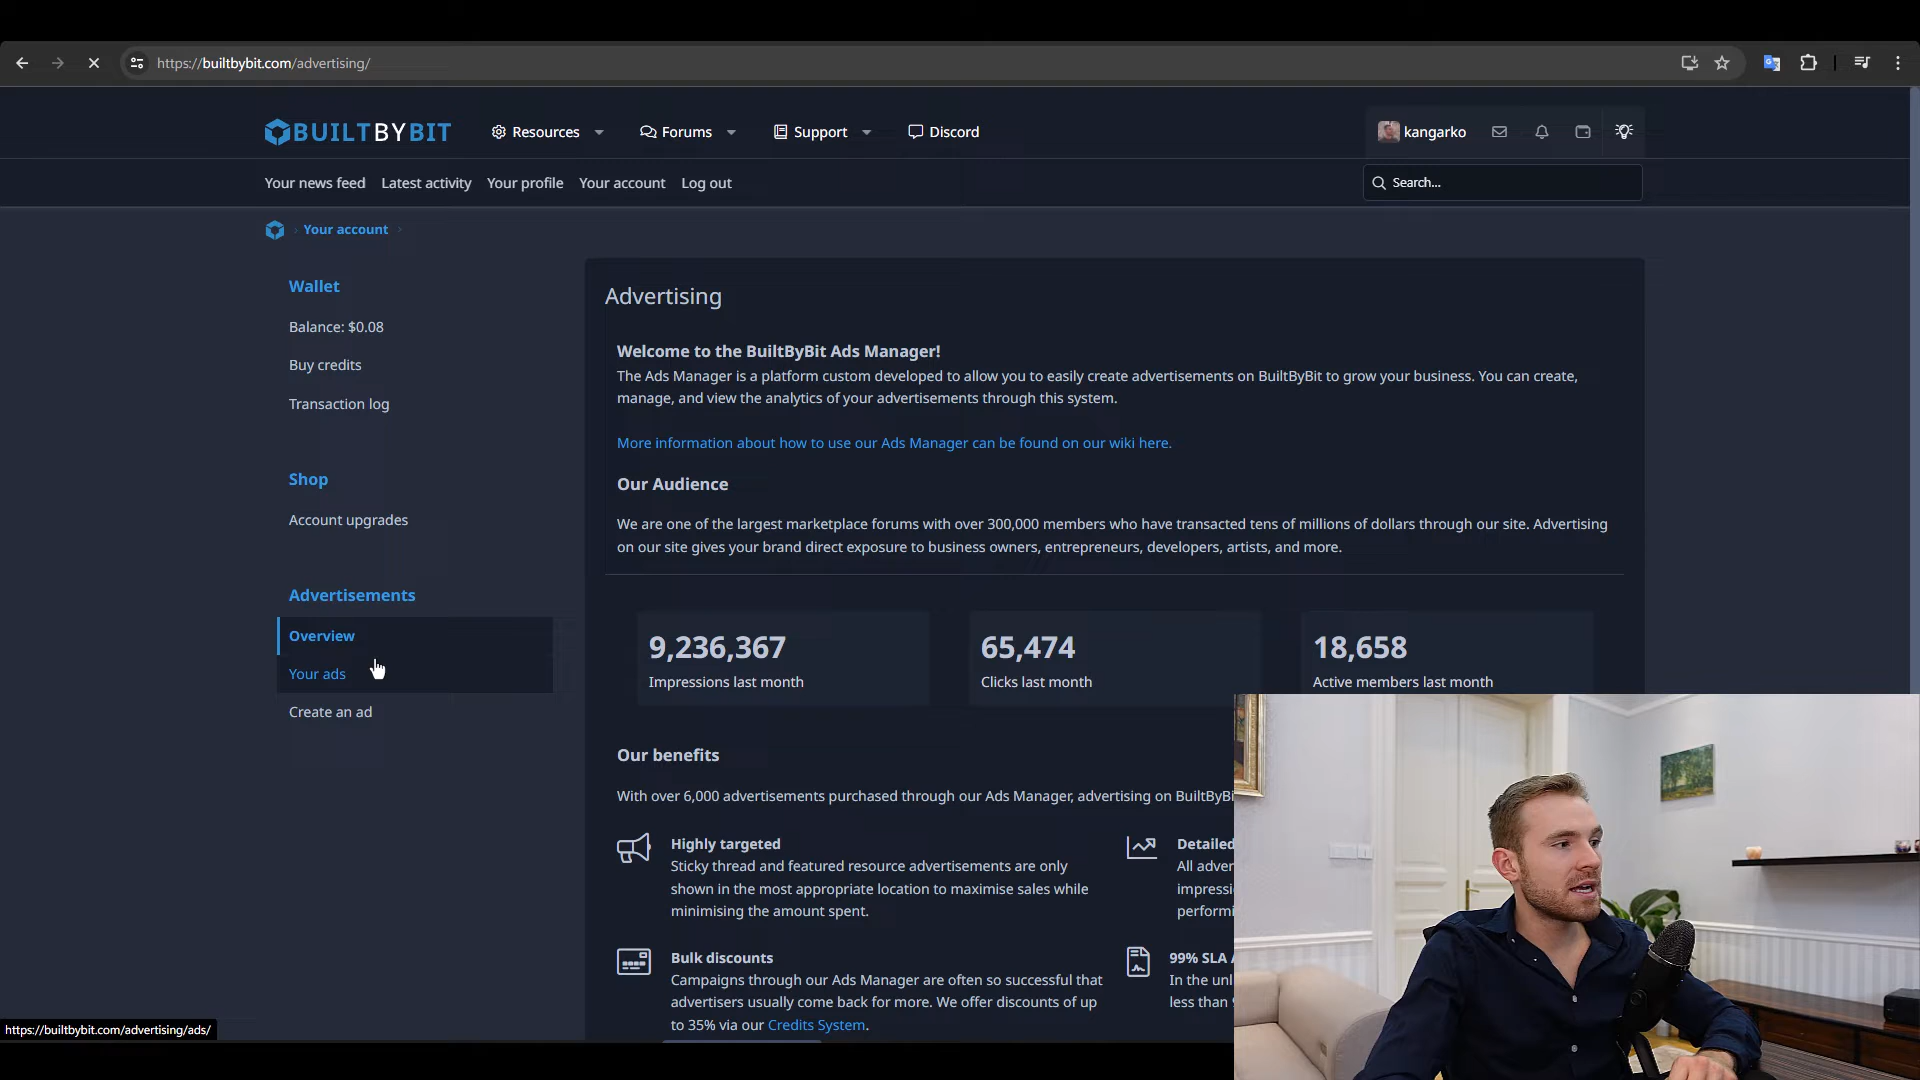 https://builtbybit.com/advertising/
BUILTBYBIT
Resources
Forums
Support
Discord
kangarko
Your news feed
Latest activity
Your profile
Your account
Log out
Search...
Your account
Wallet
Balance: $0.08
Buy credits
Transaction log
Shop
Account upgrades
Advertisements
Overview
Your ads
Create an ad
Advertising
Welcome to the BuiltByBit Ads Manager!
The Ads Manager is a platform custom developed to allow you to easily create advertisements on BuiltByBit to grow your business. You can create,
manage, and view the analytics of your advertisements through this system.
More information about how to use our Ads Manager can be found on our wiki here.
Our Audience
We are one of the largest marketplace forums with over 300,000 members who have transacted tens of millions of dollars through our site. Advertising
on our site gives your brand direct exposure to business owners, entrepreneurs, developers, artists, and more.
9,236,367
Impressions last month
65,474
Clicks last month
18,658
Active members last month
Our benefits
With over 6,000 advertisements purchased through our Ads Manager, advertising on BuiltByBi
Highly targeted
Sticky thread and featured resource advertisements are only
shown in the most appropriate location to maximise sales while
minimising the amount spent.
Detailed
All adver
impressi
performi
Bulk discounts
Campaigns through our Ads Manager are often so successful that
advertisers usually come back for more. We offer discounts of up
to 35% via our Credits System.
99% SLA
In the unl
less than
https://builtbybit.com/advertising/ads/